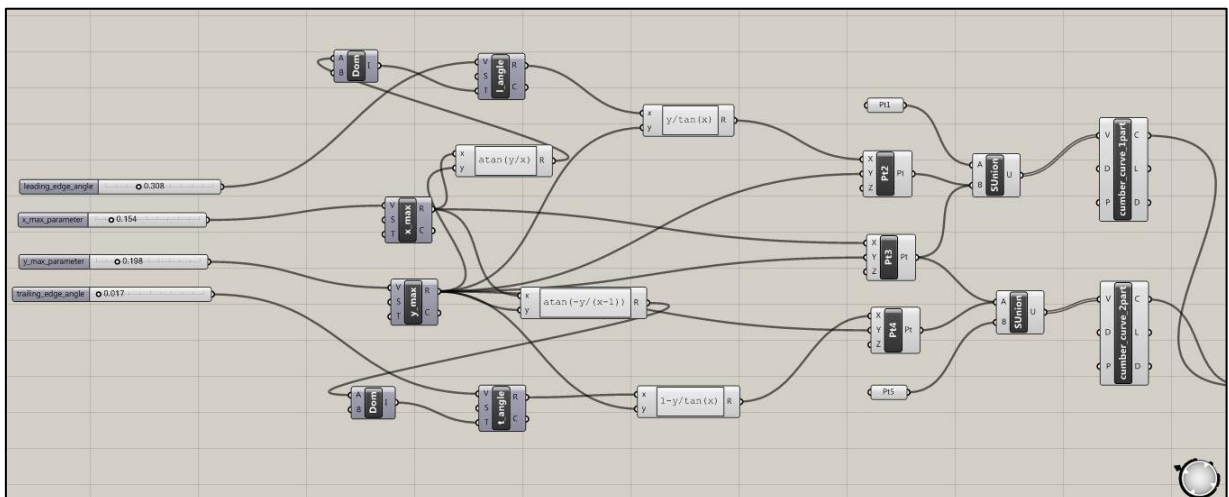 A
B
Dom
I
V
S
T
l_angle
R
C
x
y
y/tan(x)
R
x
y
atan(y/x)
R
Pt1
leading_edge_angle
0.308
x_max_parameter
0.154
V
S
T
x_max
R
C
X
Y
Z
Pt2
Pt
A
B
SUnion
U
V
D
P
cumber_curve_1part
C
L
D
y_max_parameter
0.198
trailing_edge_angle
0.017
V
S
T
y_max
R
C
x
y
atan(-y/(x-1))
R
X
Y
Z
Pt3
Pt
X
Y
Z
Pt4
Pt
A
B
SUnion
U
V
D
P
cumber_curve_2part
C
L
D
A
B
Dom
I
V
S
T
t_angle
R
C
x
y
1-y/tan(x)
R
Pt5